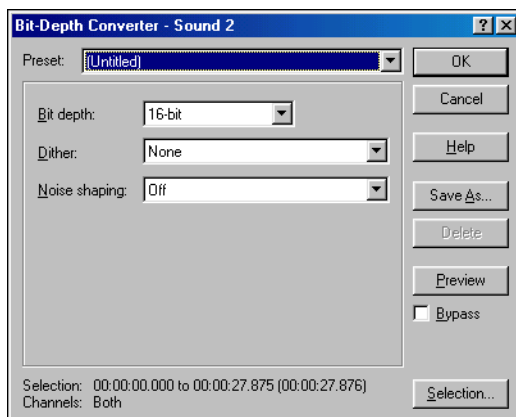 Bit-Depth Converter - Sound 2
Preset: (Untitled)
OK
Cancel
Bit depth: 16-bit
Help
Dither: None
Noise shaping: Off
Save As...
Delete
Preview
Bypass
Selection: 00:00:00.000 to 00:00:27.875 (00:00:27.876)
Channels: Both
Selection...